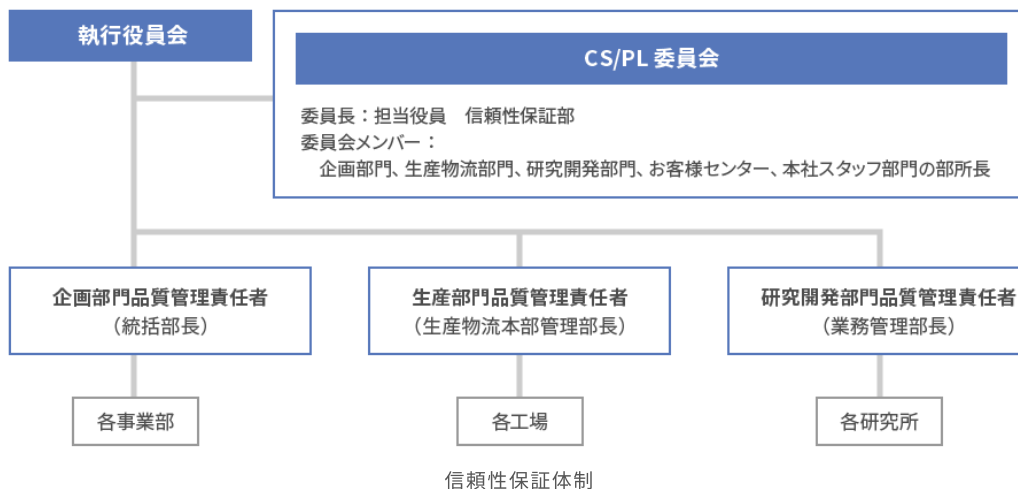 執行役員会
CS/PL 委員会
委員長：担当役員　信頼性保証部
委員会メンバー：
企画部門、生産物流部門、研究開発部門、お客様センター、本社スタッフ部門の部所長
企画部門品質管理責任者
（統括部長）
生産部門品質管理責任者
（生産物流本部管理部長）
研究開発部門品質管理責任者
（業務管理部長）
各事業部
各工場
各研究所
信頼性保証体制